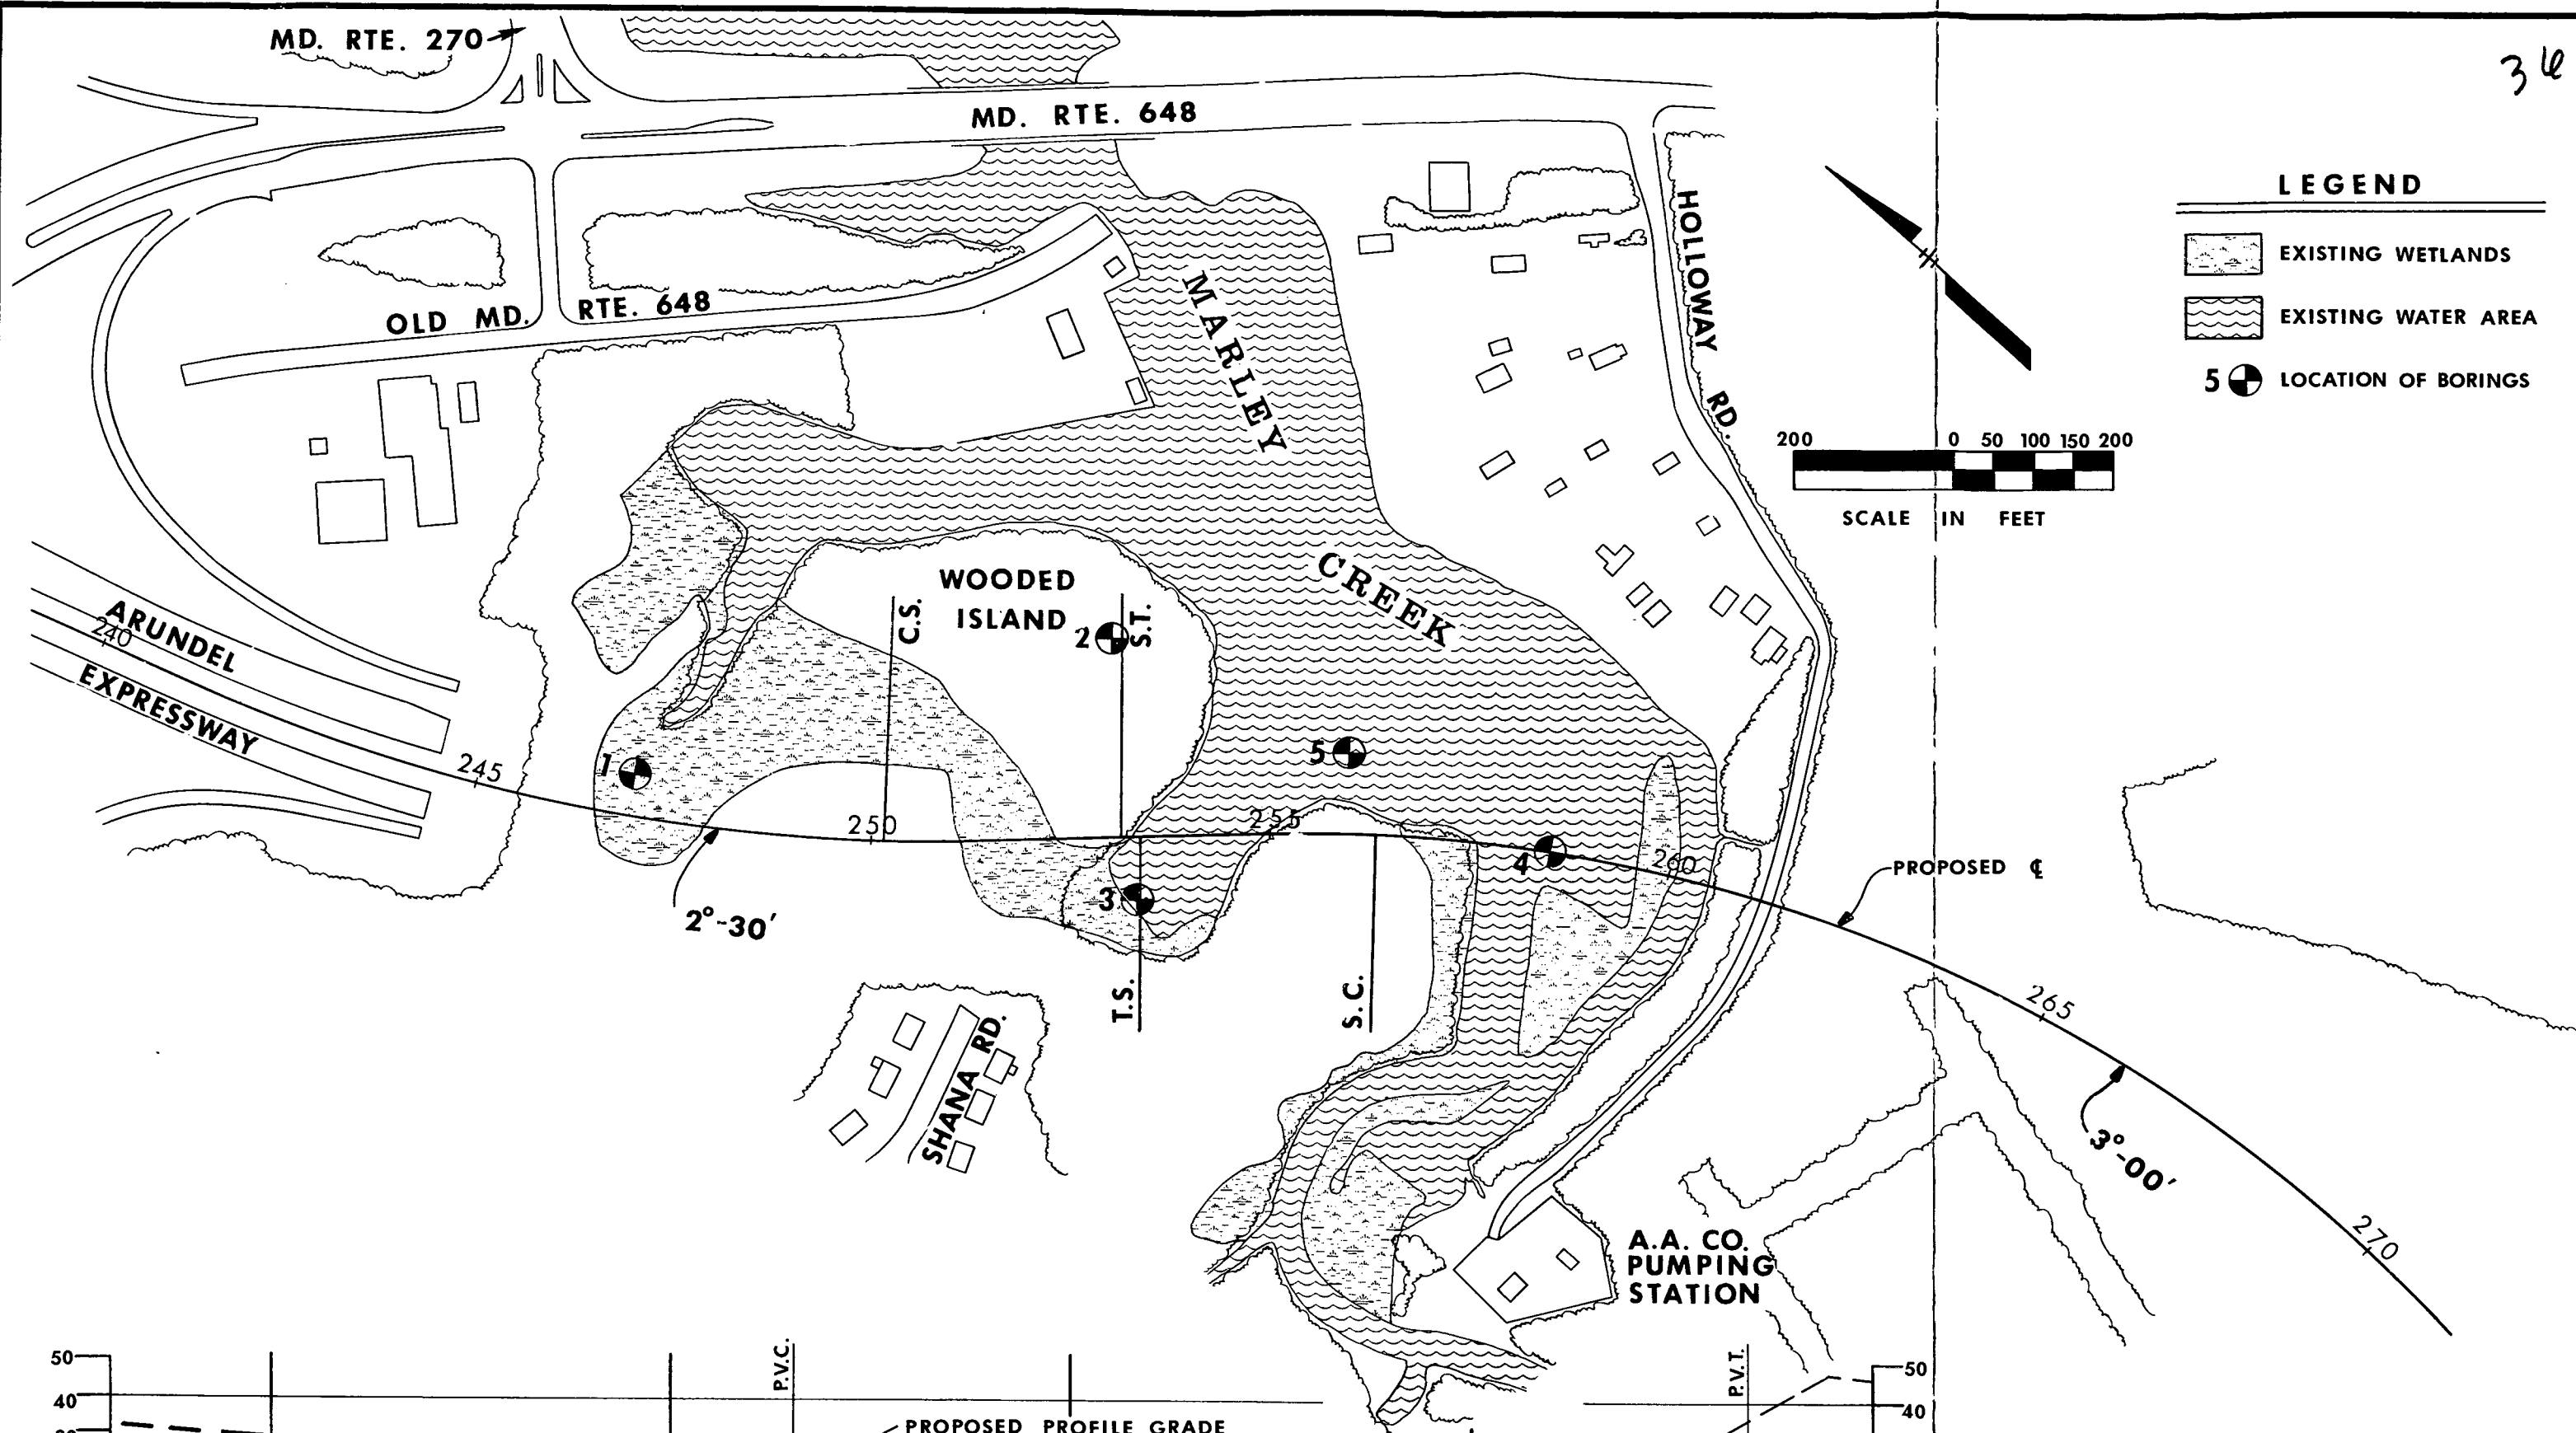 MD. RTE. 270
36
MD. RTE. 648
HOLLOWAY RD.
LEGEND
EXISTING WETLANDS
EXISTING WATER AREA
5 LOCATION OF BORINGS
OLD MD. RTE. 648
MARLEY
CREEK
200 0 50 100 150 200
SCALE IN FEET
WOODED
ISLAND
C.S.
2
S.T.
ARUNDEL
240
EXPRESSWAY
245
1
5
250
255
4
260
PROPOSED ℄
3
2°-30'
T.S.
S.C.
265
SHANA RD.
3°-00'
270
A.A. CO.
PUMPING
STATION
P.V.C.
P.V.T.
50
40
50
40
PROPOSED PROFILE GRADE